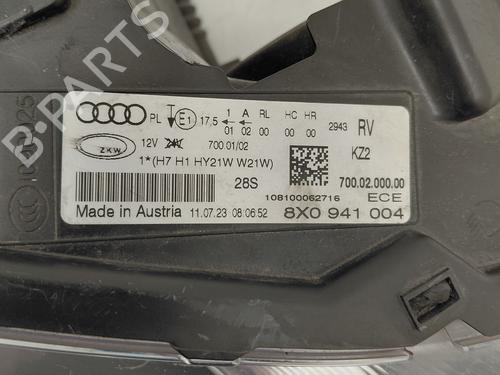 B-PARTS
PL E1 17,5 1 A RL HC HR 2943 RV
01 02 00 00 00
ZKW 12V 24V 700 01/02 KZ2
1*(H7 H1 HY21W W21W)
28S 700.02.000.00
108100062716 ECE
Made in Austria 11.07.23 08:06:52 8X0 941 004